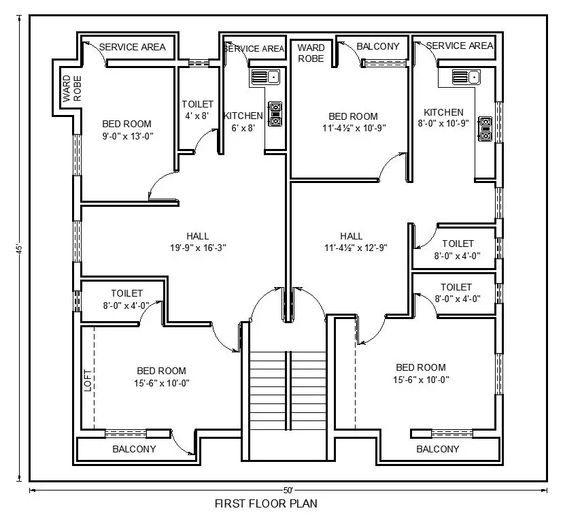 SERVICE AREA
SERVICE AREA
WARD
ROBE
BALCONY
SERVICE AREA
WARD
ROBE
TOILET
4' x 8'
KITCHEN
6' x 8'
BED ROOM
9'-0" x 13'-0"
BED ROOM
11'-4½" x 10'-9"
KITCHEN
8'-0" x 10'-9"
HALL
19'-9" x 16'-3"
HALL
11'-4½" x 12'-9"
TOILET
8'-0" x 4'-0"
45'
TOILET
8'-0" x 4'-0"
TOILET
8'-0" x 4'-0"
BED ROOM
15'-6" x 10'-0"
BED ROOM
15'-6" x 10'-0"
LOFT
BALCONY
BALCONY
50'
FIRST FLOOR PLAN